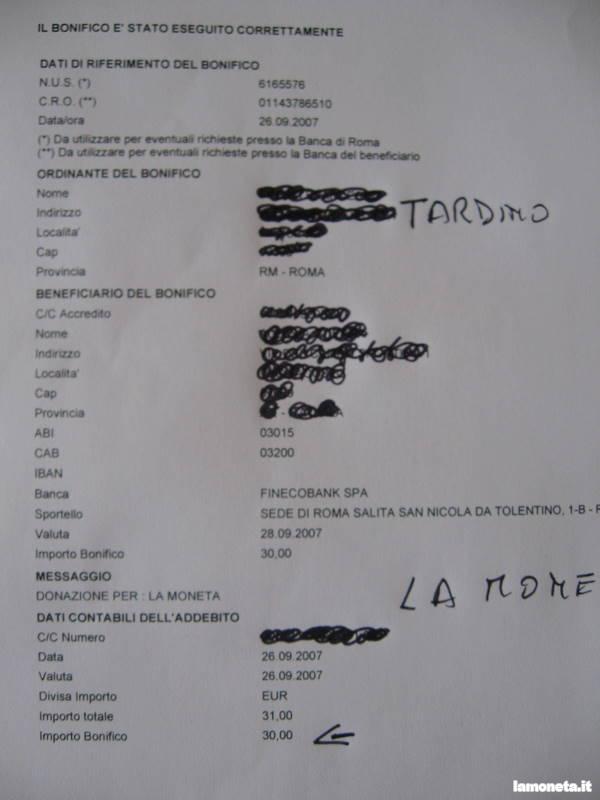 IL BONIFICO E' STATO ESEGUITO CORRETTAMENTE
DATI DI RIFERIMENTO DEL BONIFICO
N.U.S. (*) 6165576
C.R.O. (**) 01143786510
Data/ora 26.09.2007
(*) Da utilizzare per eventuali richieste presso la Banca di Roma
(**) Da utilizzare per eventuali richieste presso la Banca del beneficiario
ORDINANTE DEL BONIFICO
Nome
Indirizzo TARDINO
Localita'
Cap
Provincia RM - ROMA
BENEFICIARIO DEL BONIFICO
C/C Accredito
Nome
Indirizzo
Localita'
Cap
Provincia
ABI 03015
CAB 03200
IBAN
Banca FINECOBANK SPA
Sportello SEDE DI ROMA SALITA SAN NICOLA DA TOLENTINO, 1-B - R
Valuta 28.09.2007
Importo Bonifico 30,00
MESSAGGIO
DONAZIONE PER : LA MONETA LA MONE
DATI CONTABILI DELL'ADDEBITO
C/C Numero
Data 26.09.2007
Valuta 26.09.2007
Divisa Importo EUR
Importo totale 31,00
Importo Bonifico 30,00
lamoneta.it